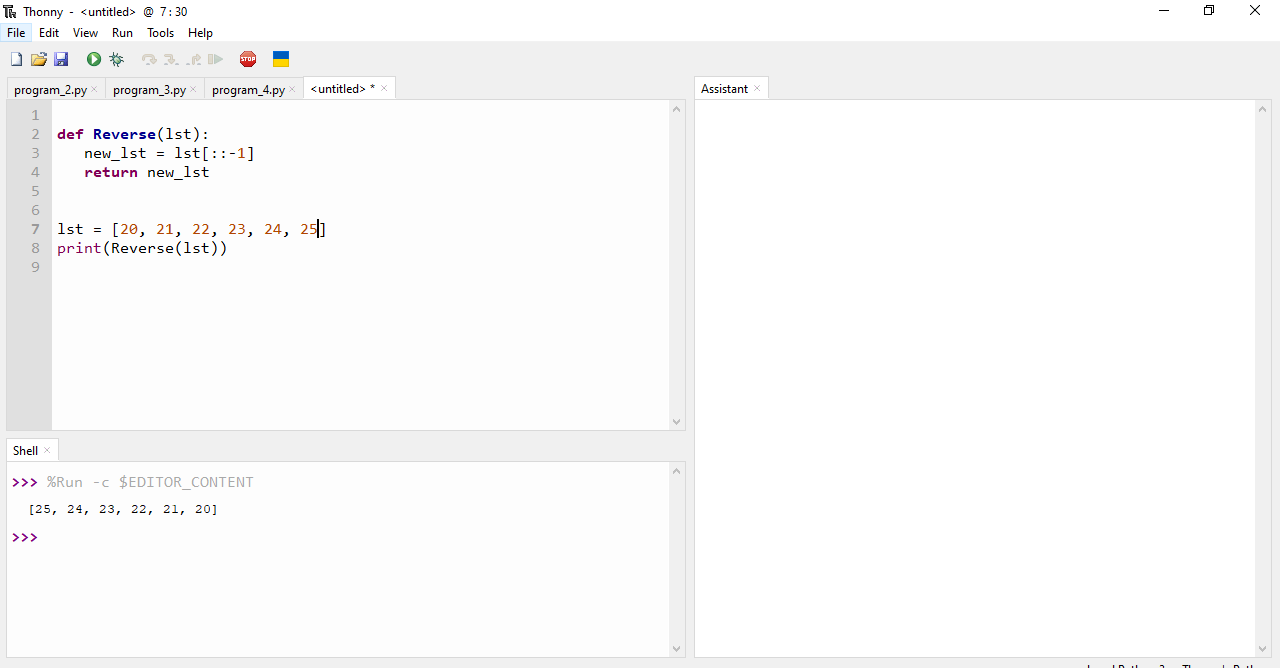 Thonny - <untitled> @ 7:30
File Edit View Run Tools Help
STOP
program_2.py × program_3.py × program_4.py × <untitled> * ×
1
2 def Reverse(lst):
3    new_lst = lst[::-1]
4    return new_lst
5
6
7 lst = [20, 21, 22, 23, 24, 25]
8 print(Reverse(lst))
9
Shell ×
>>> %Run -c $EDITOR_CONTENT
[25, 24, 23, 22, 21, 20]
>>>
Assistant ×